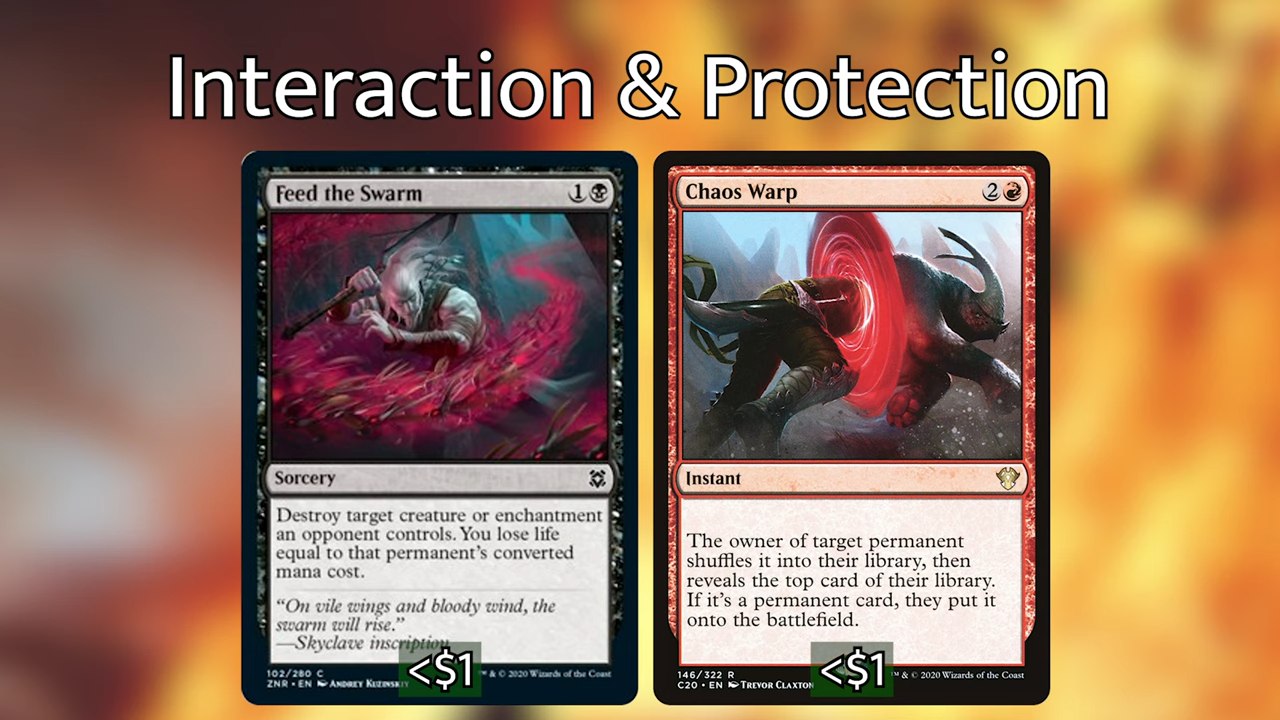 Interaction & Protection
Feed the Swarm 1
Sorcery
Destroy target creature or enchantment
an opponent controls. You lose life
equal to that permanent's converted
mana cost.
"On vile wings and bloody wind, the
swarm will rise."
—Skyclave inscription
102/280 C
ZNR • EN Andrey Kuzinskiy
™ & © 2020 Wizards of the Coast
<$1
Chaos Warp 2
Instant
The owner of target permanent
shuffles it into their library, then
reveals the top card of their library.
If it's a permanent card, they put it
onto the battlefield.
146/322 R
C20 • EN Trevor Claxton
™ & © 2020 Wizards of the Coast
<$1